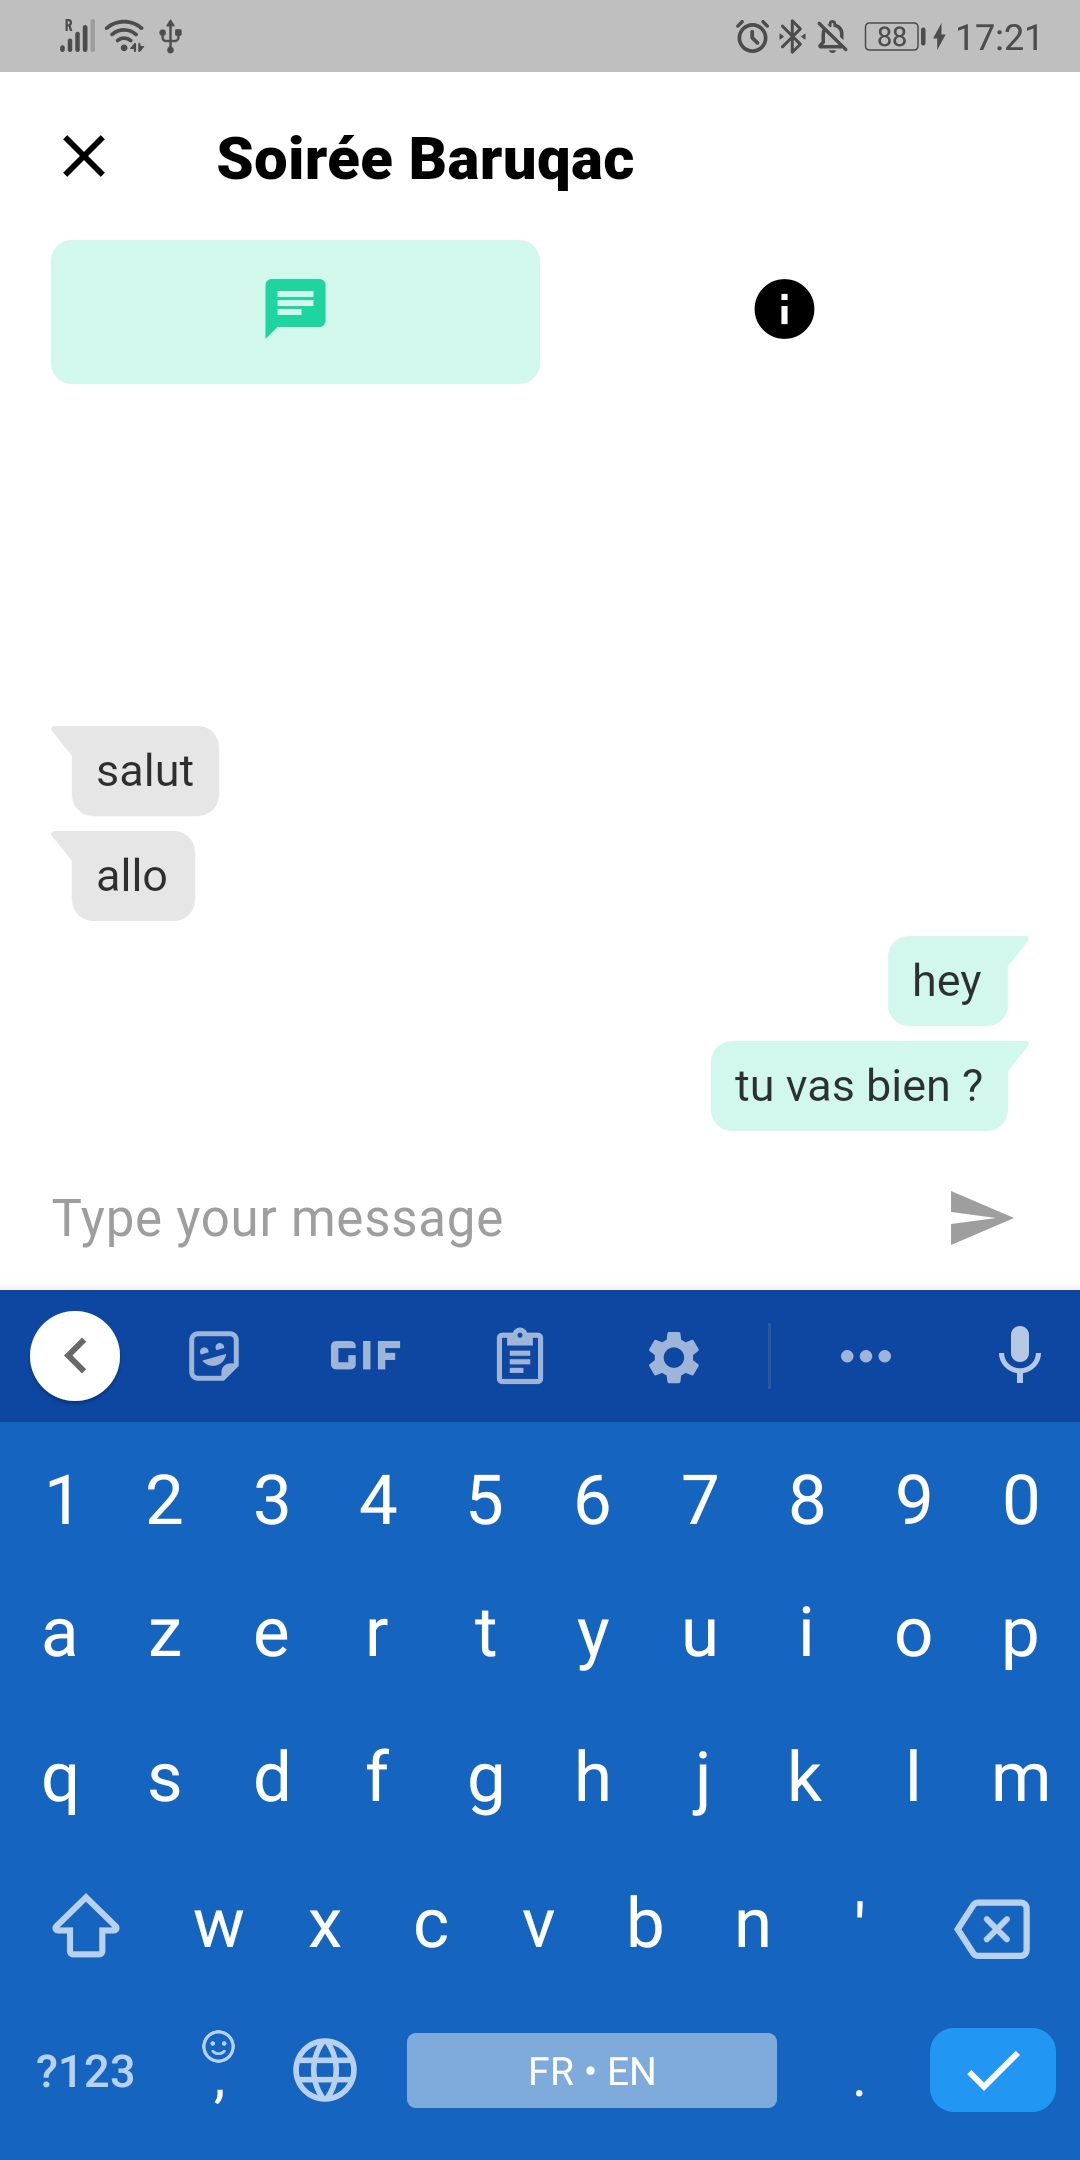 R
88 17:21
Soirée Baruqac
salut
allo
hey
tu vas bien ?
Type your message
GIF
1 2 3 4 5 6 7 8 9 0
a z e r t y u i o p
q s d f g h j k l m
w x c v b n '
?123 , FR • EN .